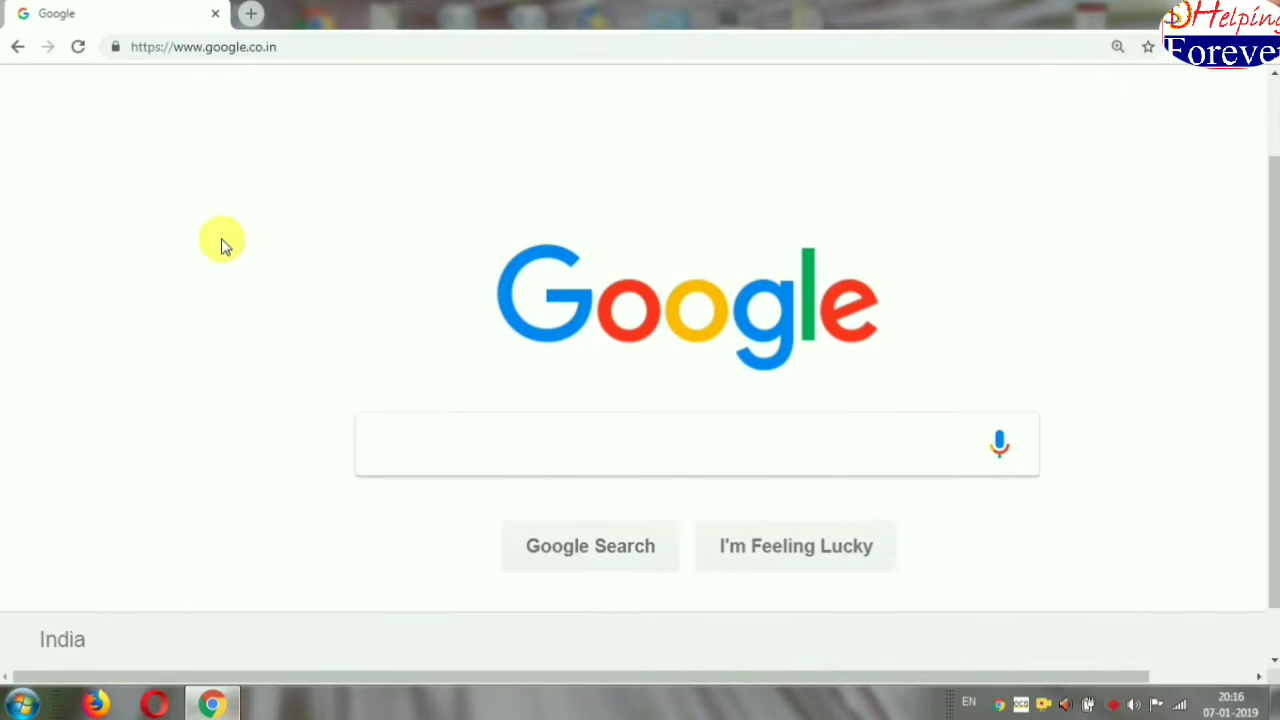 Google
Helping
Forever
https://www.google.co.in
Google
Google Search
I'm Feeling Lucky
India
EN
20:16
07-01-2019